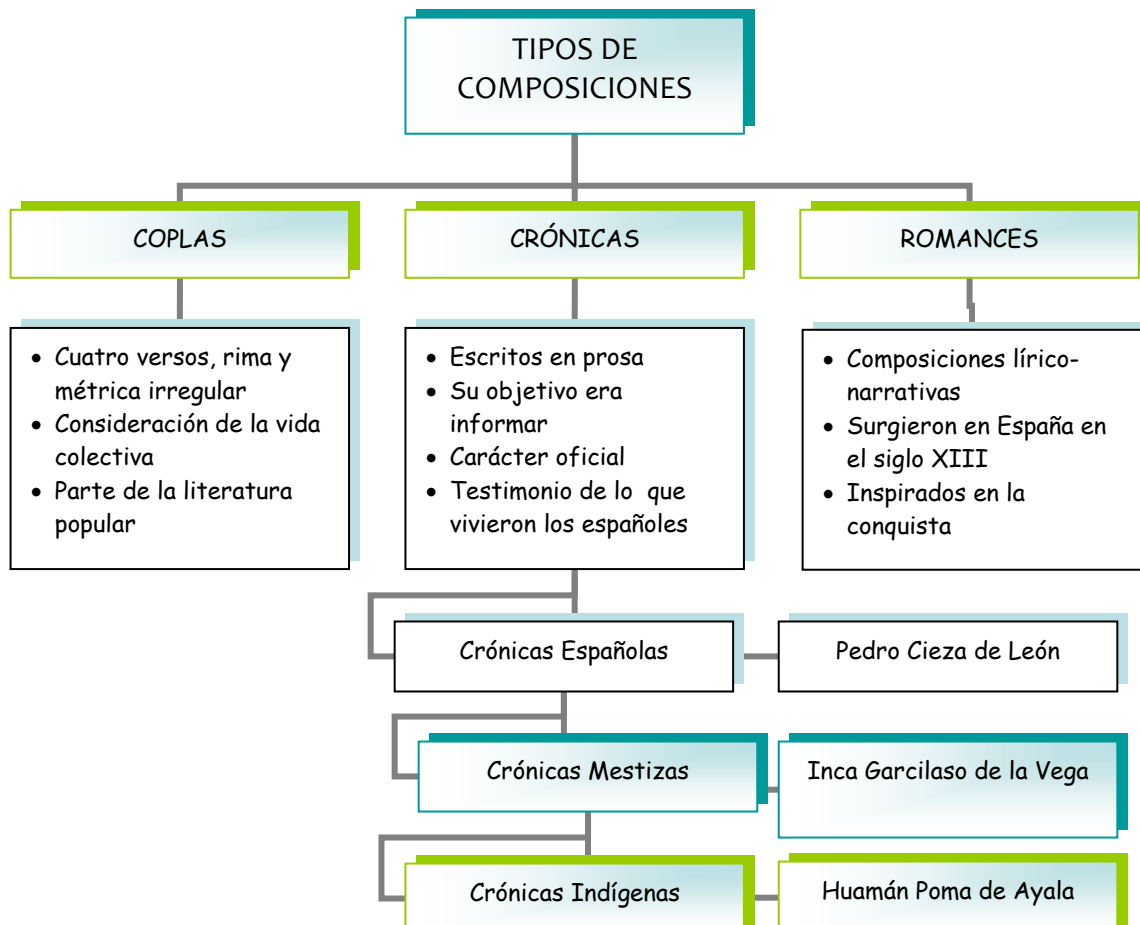 TIPOS DE
COMPOSICIONES
COPLAS
CRÓNICAS
ROMANCES
• Cuatro versos, rima y
métrica irregular
• Consideración de la vida
colectiva
• Parte de la literatura
popular
• Escritos en prosa
• Su objetivo era
informar
• Carácter oficial
• Testimonio de lo que
vivieron los españoles
• Composiciones lírico-
narrativas
• Surgieron en España en
el siglo XIII
• Inspirados en la
conquista
Crónicas Españolas
Pedro Cieza de León
Crónicas Mestizas
Inca Garcilaso de la Vega
Crónicas Indígenas
Huamán Poma de Ayala